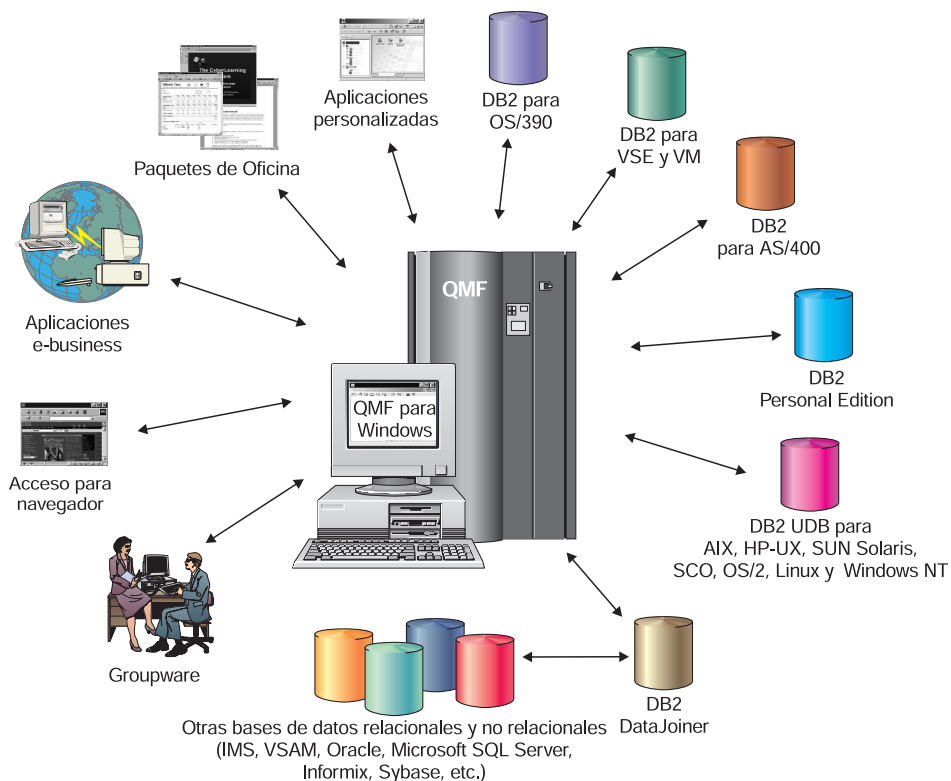 The CyberLearning
Aplicaciones
personalizadas
DB2 para
OS/390
DB2 para
VSE y VM
Paquetes de Oficina
DB2
para AS/400
QMF
Aplicaciones
e-business
DB2
Personal Edition
QMF para
Windows
Acceso para
navegador
DB2 UDB para
AIX, HP-UX, SUN Solaris,
SCO, OS/2, Linux y Windows NT
Groupware
DB2
DataJoiner
Otras bases de datos relacionales y no relacionales
(IMS, VSAM, Oracle, Microsoft SQL Server,
Informix, Sybase, etc.)